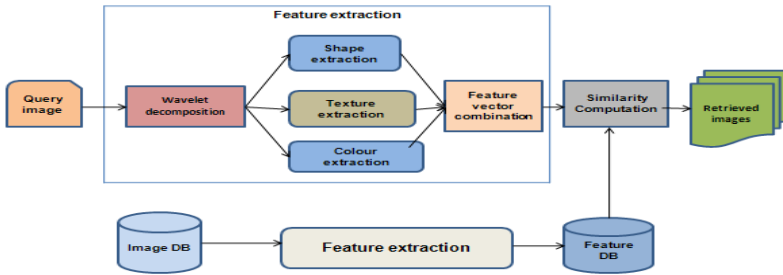 Feature extraction
Query
image
Wavelet
decomposition
Shape
extraction
Texture
extraction
Colour
extraction
Feature
vector
combination
Similarity
Computation
Retrieved
images
Image DB
Feature extraction
Feature
DB